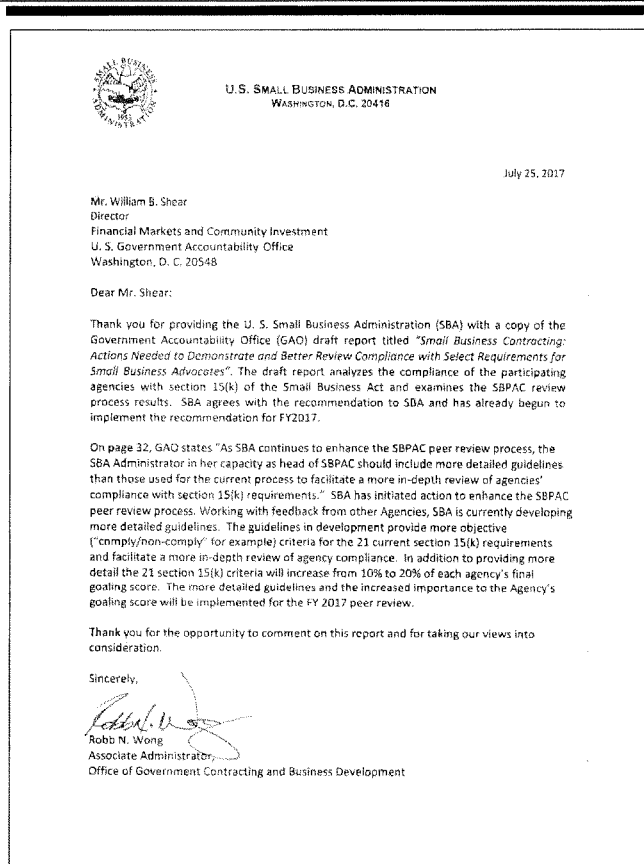 SMALL BUSINESS
ADMINISTRATION
1953
U.S. SMALL BUSINESS ADMINISTRATION
WASHINGTON, D.C. 20416
July 25, 2017
Mr. William B. Shear
Director
Financial Markets and Community Investment
U. S. Government Accountability Office
Washington, D. C. 20548
Dear Mr. Shear:
Thank you for providing the U. S. Small Business Administration (SBA) with a copy of the
Government Accountability Office (GAO) draft report titled "Small Business Contracting:
Actions Needed to Demonstrate and Better Review Compliance with Select Requirements for
Small Business Advocates". The draft report analyzes the compliance of the participating
agencies with section 15(k) of the Small Business Act and examines the SBPAC review
process results. SBA agrees with the recommendation to SBA and has already begun to
implement the recommendation for FY2017.
On page 32, GAO states "As SBA continues to enhance the SBPAC peer review process, the
SBA Administrator in her capacity as head of SBPAC should include more detailed guidelines
than those used for the current process to facilitate a more in-depth review of agencies'
compliance with section 15(k) requirements." SBA has initiated action to enhance the SBPAC
peer review process. Working with feedback from other Agencies, SBA is currently developing
more detailed guidelines. The guidelines in development provide more objective
("comply/non-comply" for example) criteria for the 21 current section 15(k) requirements
and facilitate a more in-depth review of agency compliance. In addition to providing more
detail the 21 section 15(k) criteria will increase from 10% to 20% of each agency's final
goaling score. The more detailed guidelines and the increased importance to the Agency's
goaling score will be implemented for the FY 2017 peer review.
Thank you for the opportunity to comment on this report and for taking our views into
consideration.
Sincerely,
Robb N. Wong
Associate Administrator,
Office of Government Contracting and Business Development